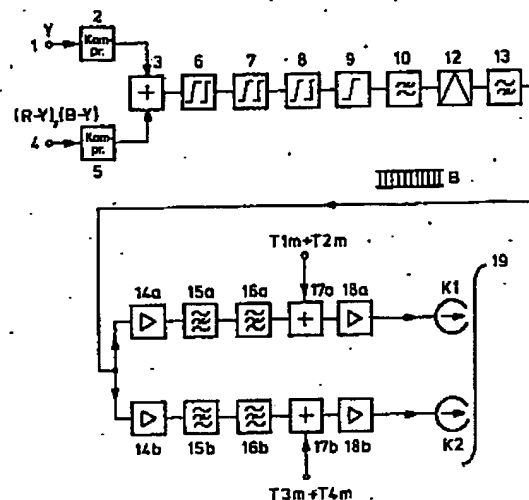 Y
2
1
Kom-
pr.
3
6
7
8
9
10
12
13
(R-Y),(B-Y)
4
Kom-
pr.
5
B
T1m+T2m
19
14a
15a
16a
17a
18a
K1
14b
15b
16b
17b
18b
K2
T3m+T4m